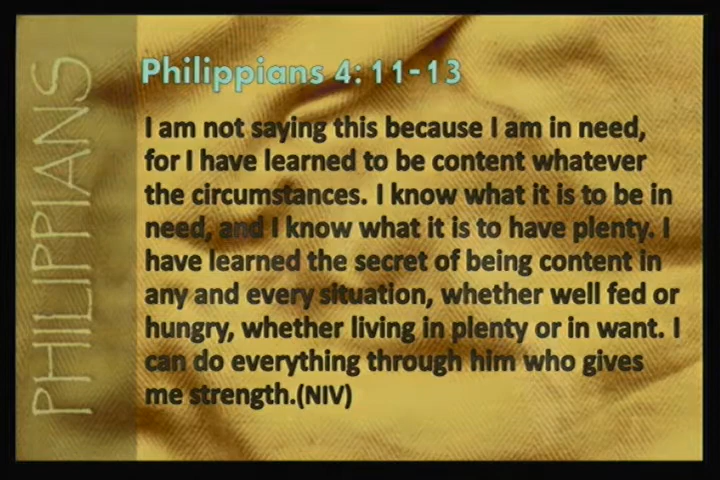 PHILIPPIANS
Philippians 4:11-13
I am not saying this because I am in need,
for I have learned to be content whatever
the circumstances. I know what it is to be in
need, and I know what it is to have plenty. I
have learned the secret of being content in
any and every situation, whether well fed or
hungry, whether living in plenty or in want. I
can do everything through him who gives
me strength.(NIV)